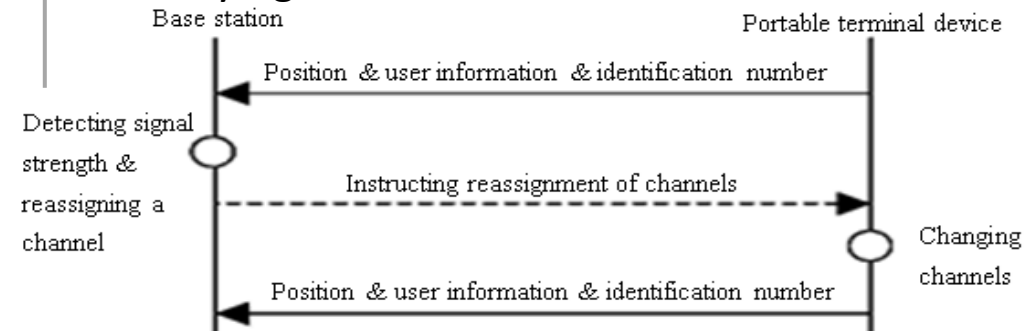 Base station
Portable terminal device
Position & user information & identification number
Detecting signal
strength &
reassigning a
channel
Instructing reassignment of channels
Changing
channels
Position & user information & identification number